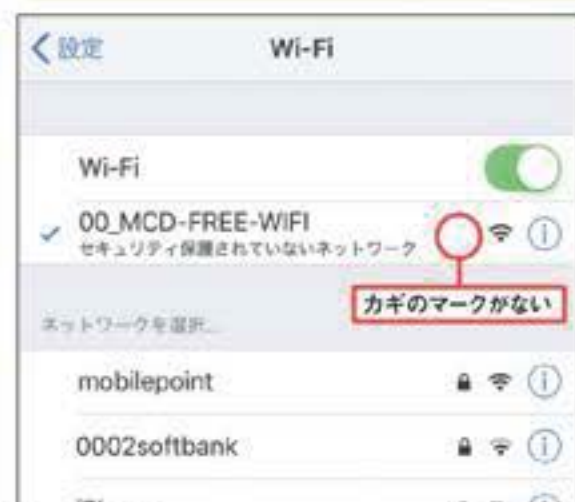 設定
Wi-Fi
Wi-Fi
00_MCD-FREE-WIFI
セキュリティ保護されていないネットワーク
カギのマークがない
ネットワークを選択...
mobilepoint
0002softbank